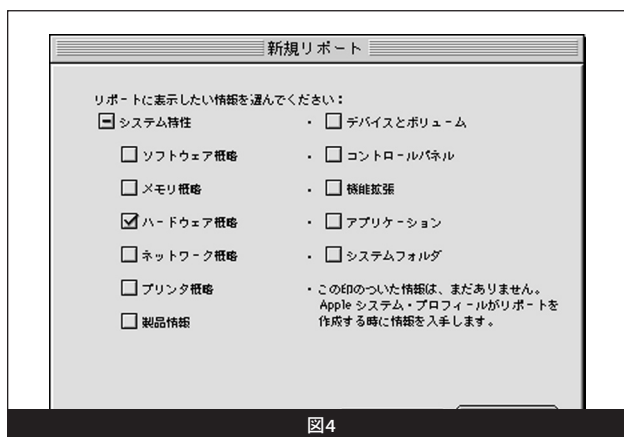 新規リポート
リポートに表示したい情報を選んでください：
システム特性
ソフトウェア概略
メモリ概略
ハードウェア概略
ネットワーク概略
プリンタ概略
製品情報
・ デバイスとボリューム
・ コントロールパネル
・ 機能拡張
・ アプリケーション
・ システムフォルダ
・この印のついた情報は、まだありません。
Apple システム・プロフィールがリポートを
作成する時に情報を入手します。
図4